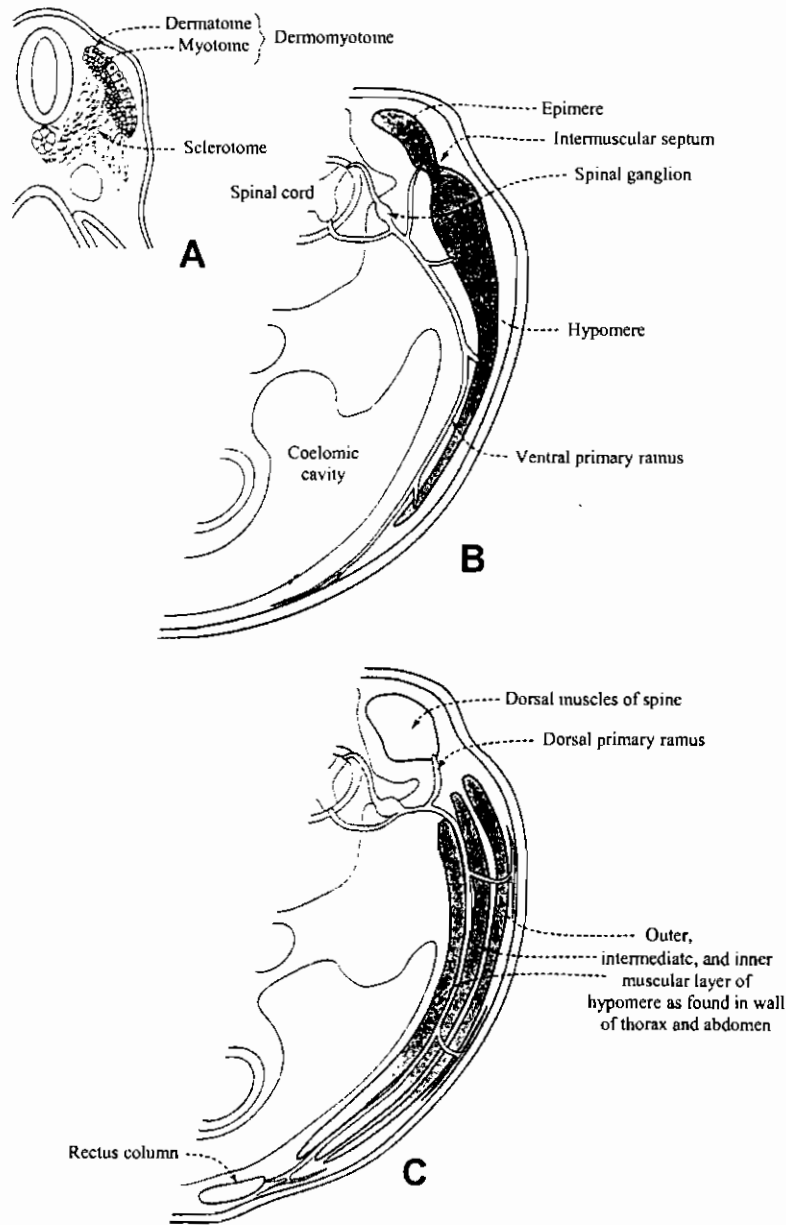 Dermatome
Myotome
Dermomyotome
Sclerotome
A
Epimere
Intermuscular septum
Spinal ganglion
Spinal cord
Hypomere
Coelomic
cavity
Ventral primary ramus
B
Dorsal muscles of spine
Dorsal primary ramus
Outer,
intermediate, and inner
muscular layer of
hypomere as found in wall
of thorax and abdomen
Rectus column
C